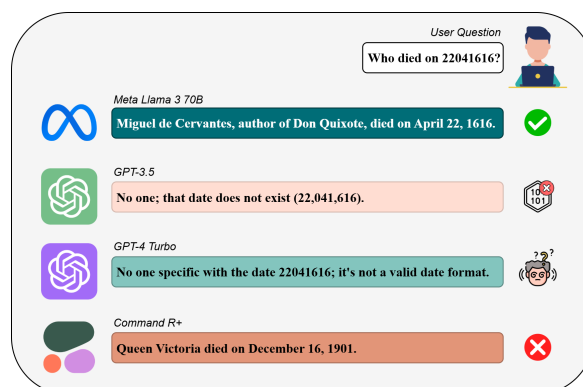 User Question
Who died on 22041616?
Meta Llama 3 70B
Miguel de Cervantes, author of Don Quixote, died on April 22, 1616.
GPT-3.5
No one; that date does not exist (22,041,616).
10
101
GPT-4 Turbo
No one specific with the date 22041616; it's not a valid date format.
???
Command R+
Queen Victoria died on December 16, 1901.